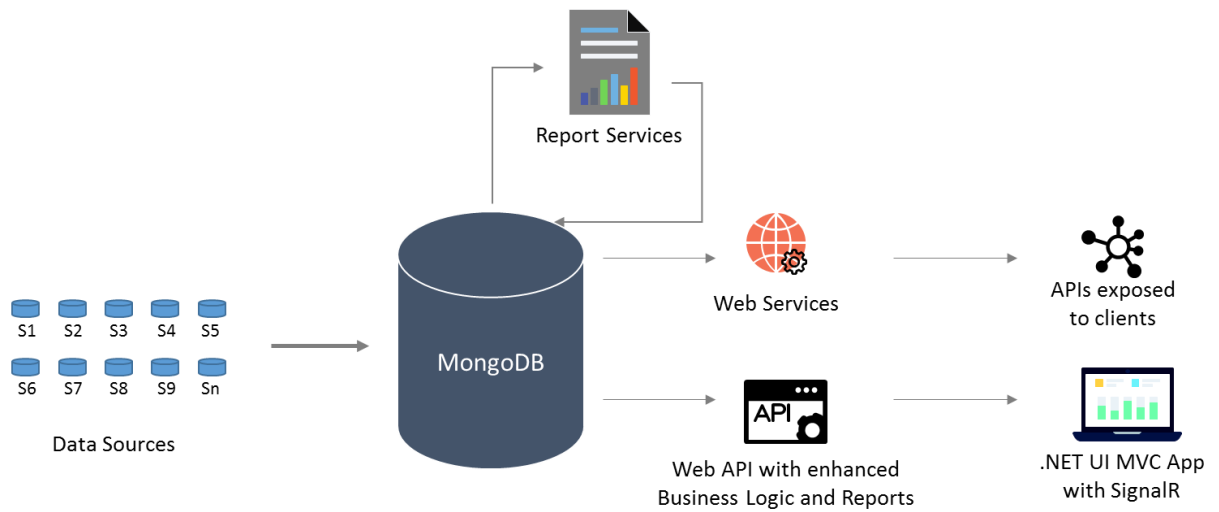 Report Services
S1 S2 S3 S4 S5
S6 S7 S8 S9 Sn
Data Sources
MongoDB
Web Services
APIs exposed
to clients
API
Web API with enhanced
Business Logic and Reports
.NET UI MVC App
with SignalR